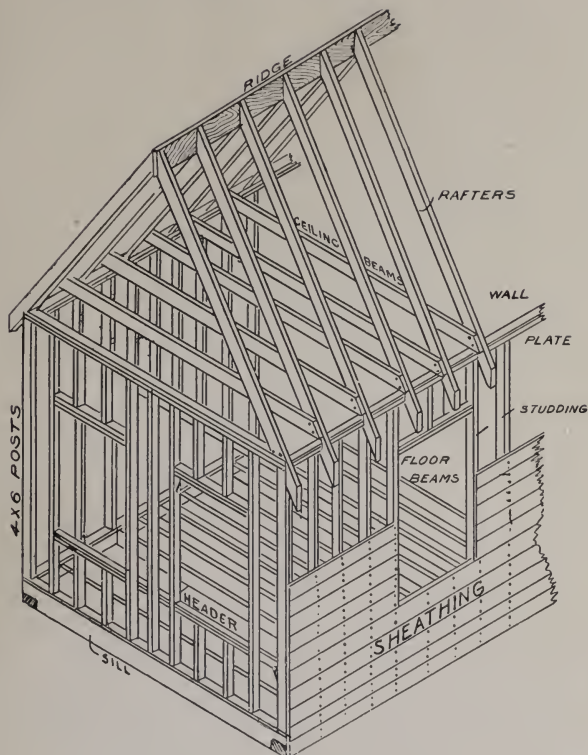 RIDGE
RAFTERS
CEILING BEAMS
WALL
PLATE
STUDDING
FLOOR
BEAMS
4X6 POSTS
HEADER
SHEATHING
SILL